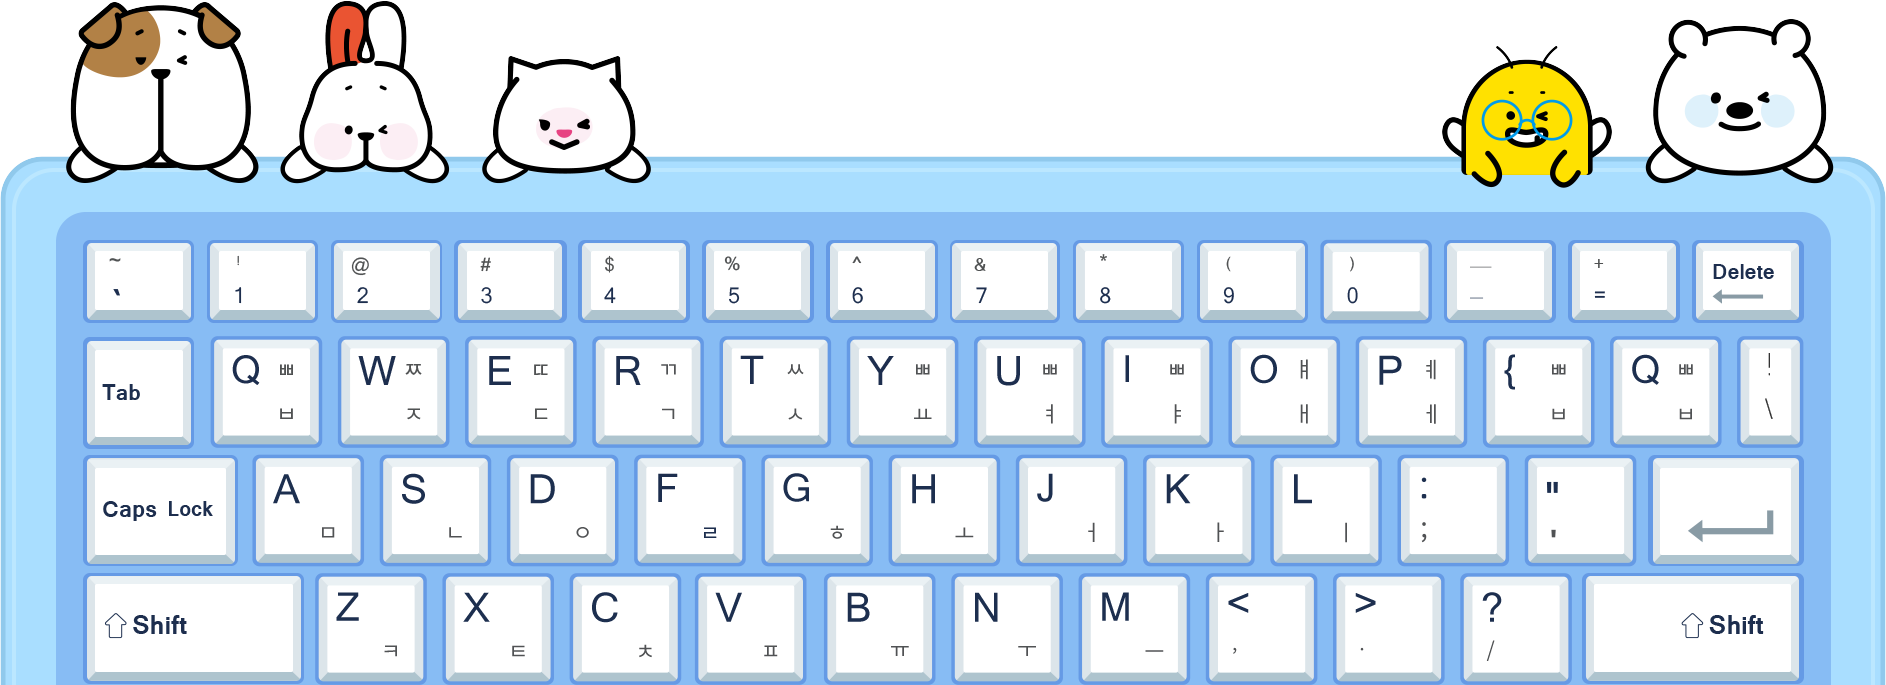 ~ ! @ # $ % ^ & * ( ) — +
` 1 2 3 4 5 6 7 8 9 0 – = Delete
Tab Q ㅃ W ㅉ E ㄸ R ㄲ T ㅆ Y ㅃ U ㅃ I ㅃ O ㅒ P ㅖ { ㅃ Q ㅃ |
ㅂ ㅈ ㄷ ㄱ ㅅ ㅛ ㅕ ㅑ ㅐ ㅔ ㅂ ㅂ \
Caps Lock A S D F G H J K L : "
ㅁ ㄴ ㅇ ㄹ ㅎ ㅗ ㅓ ㅏ ㅣ ; '
Shift Z X C V B N M < > ? Shift
ㅋ ㅌ ㅊ ㅍ ㅠ ㅜ ㅡ , . /